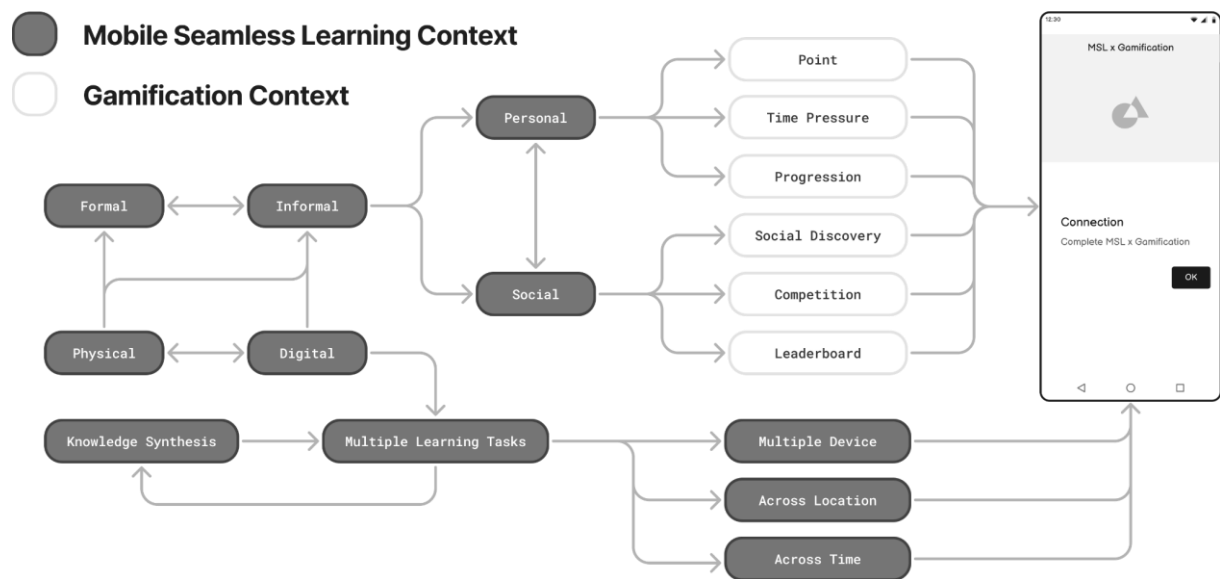 Mobile Seamless Learning Context
Gamification Context
12:30
MSL x Gamification
Point
Personal
Time Pressure
Progression
Formal
Informal
Social Discovery
Connection
Complete MSL x Gamification
OK
Social
Competition
Physical
Digital
Leaderboard
Knowledge Synthesis
Multiple Learning Tasks
Multiple Device
Across Location
Across Time